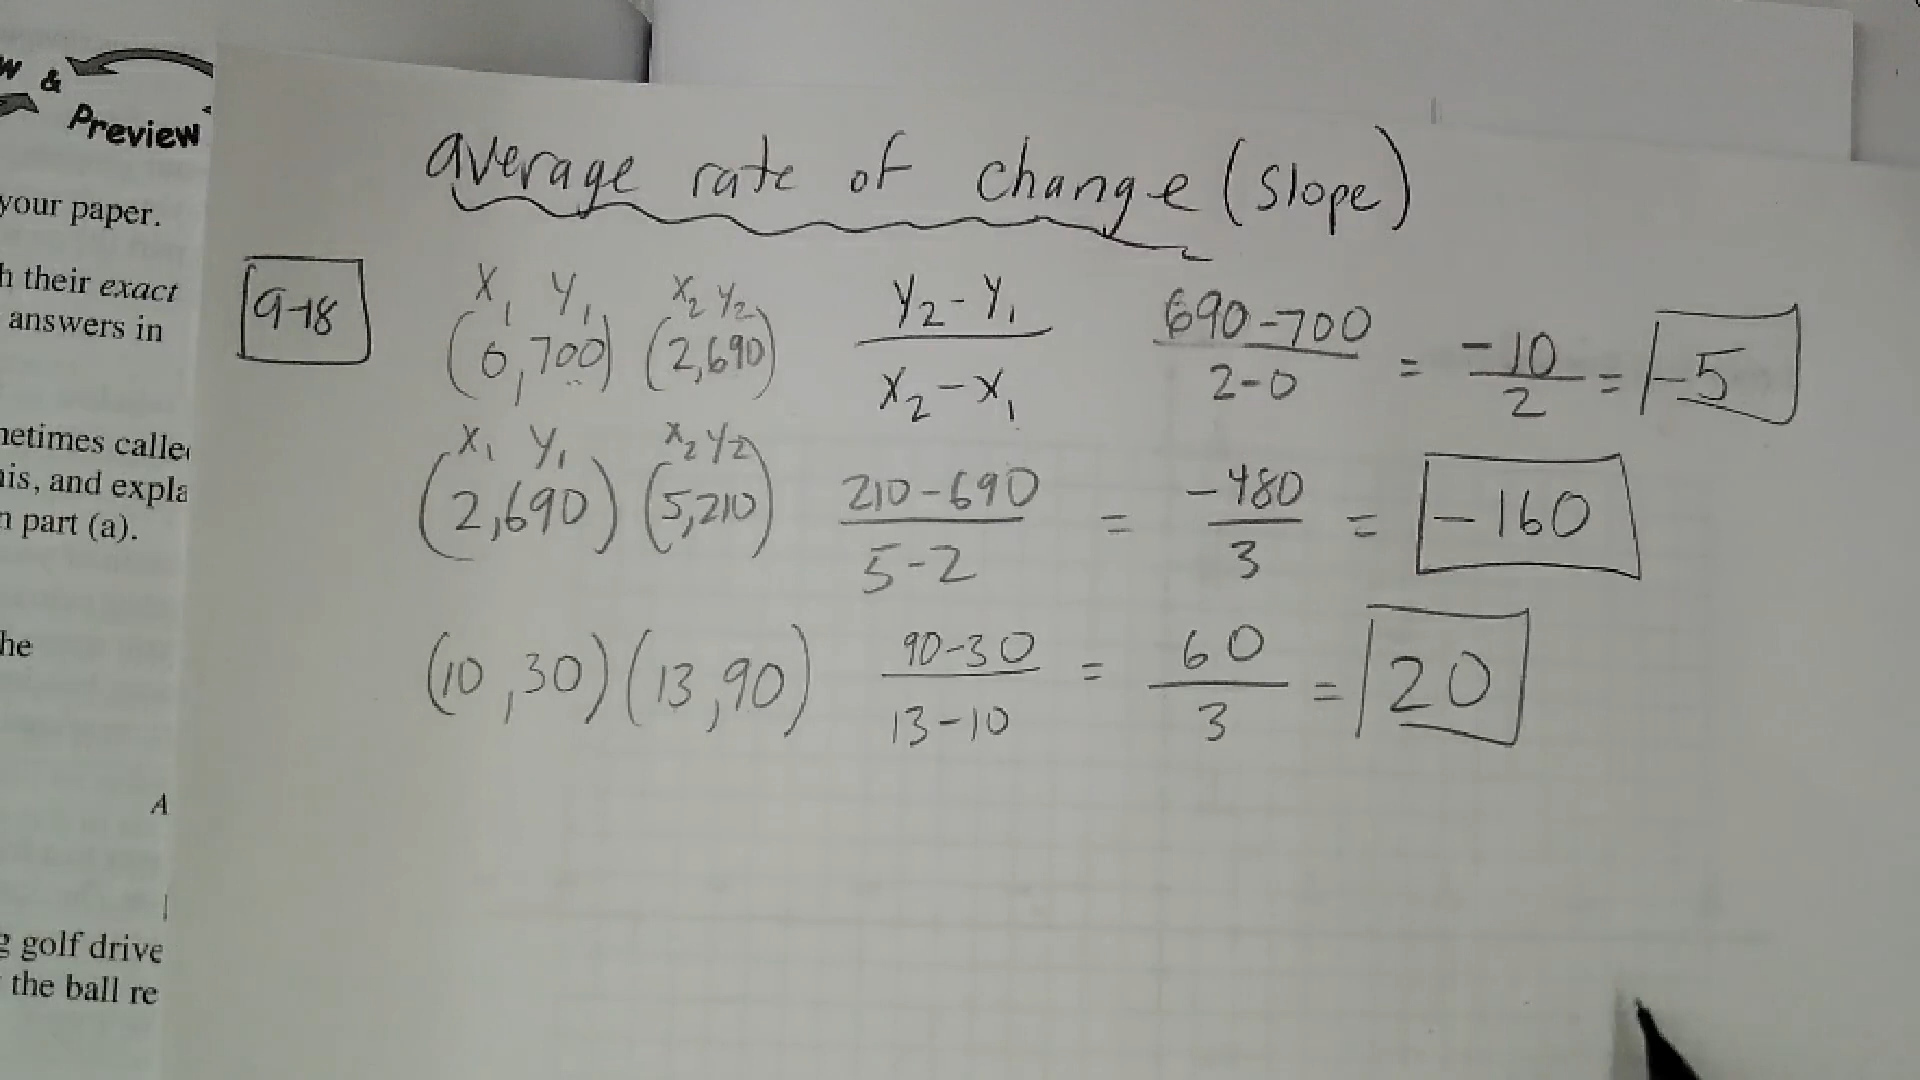 w &
Preview
your paper.
h their exact
answers in
netimes calle
nis, and expla
n part (a).
he
A
g golf drive
the ball re
average rate of change (slope)
9-18
x₁ y₁ x₂ y₂
(0,700) (2,690) y₂-y₁ / x₂-x₁ 690-700 / 2-0 = -10 / 2 = -5
x₁ y₁ x₂ y₂
(2,690) (5,210) 210-690 / 5-2 = -480 / 3 = -160
(10,30) (13,90) 90-30 / 13-10 = 60 / 3 = 20